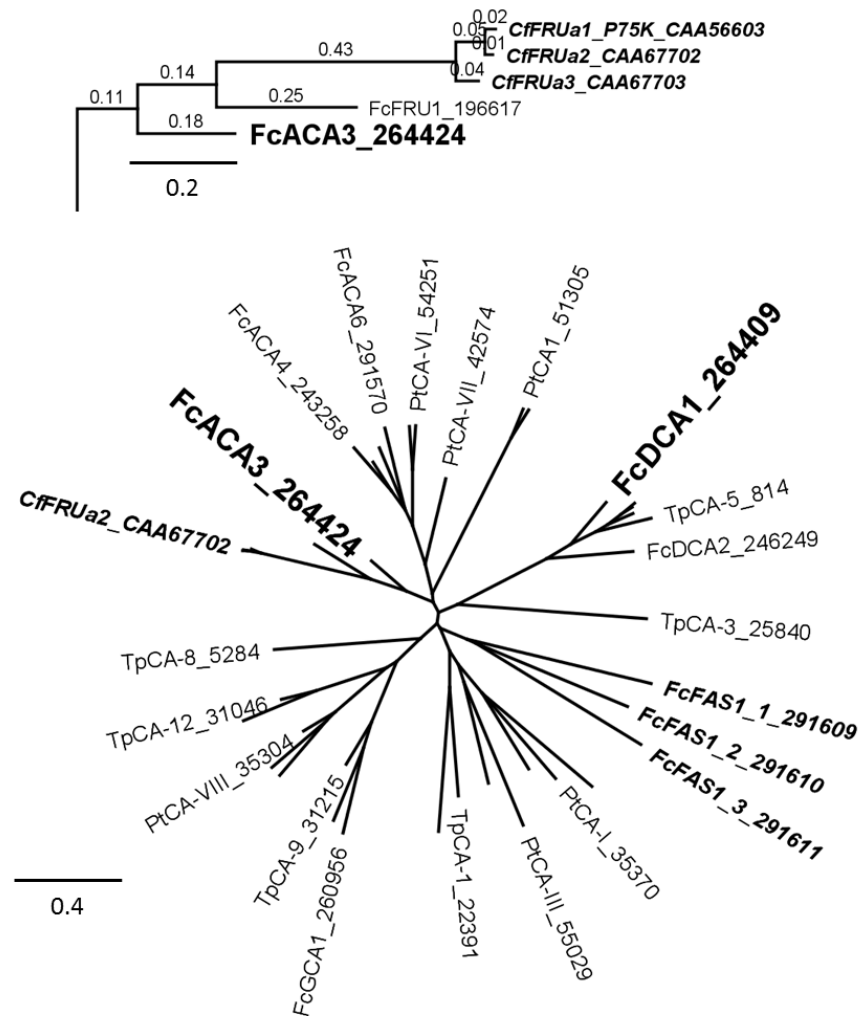 0.02
0.05
CfFRUa1_P75K_CAA56603
0.43
0.01
CfFRUa2_CAA67702
0.14
0.04
CfFRUa3_CAA67703
0.11
0.25
FcFRU1_196617
0.18
FcACA3_264424
0.2
FcACA6_291570
PtCA-VI_54251
PtCA1_51305
FcACA4_243258
PtCA-VII_42574
FcDCA1_264409
FcACA3_264424
CfFRUa2_CAA67702
TpCA-5_814
FcDCA2_246249
TpCA-3_25840
TpCA-8_5284
FcFAS1_1_291609
TpCA-12_31046
FcFAS1_2_291610
PtCA-VIII_35304
FcFAS1_3_291611
TpCA-9_31215
PtCA-I_35370
TpCA-1_22391
PtCA-III_55029
FcGCA1_260956
0.4